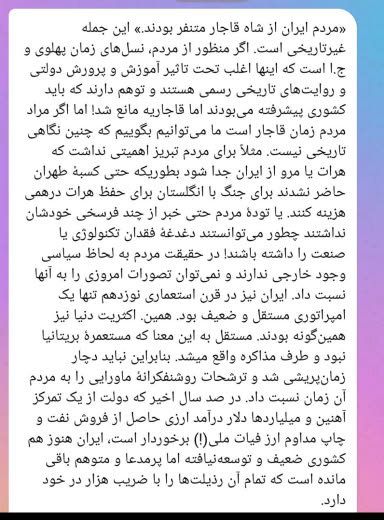 «مردم ایران از شاه قاجار متنفر بودند.» این جمله
غیرتاریخی است. اگر منظور از مردم، نسل‌های زمان پهلوی و
ج.ا است که اینها اغلب تحت تاثیر آموزش و پرورش دولتی
و روایت‌های تاریخی رسمی هستند و توهم دارند که باید
کشوری پیشرفته می‌بودند اما قاجاریه مانع شد! اما اگر مراد
مردم زمان قاجار است ما می‌توانیم بگوییم که چنین نگاهی
تاریخی نیست. مثلاً برای مردم تبریز اهمیتی نداشت که
هرات یا مرو از ایران جدا شود بطوریکه حتی کسبهٔ طهران
حاضر نشدند برای جنگ با انگلستان برای حفظ هرات درهمی
هزینه کنند. یا تودهٔ مردم حتی خبر از چند فرسخی خودشان
نداشتند چطور می‌توانستند دغدغهٔ فقدان تکنولوژی یا
صنعت را داشته باشند! در حقیقت مردم به لحاظ سیاسی
وجود خارجی ندارند و نمی‌توان تصورات امروزی را به آنها
نسبت داد. ایران نیز در قرن استعماری نوزدهم تنها یک
امپراتوری مستقل و ضعیف بود. همین. اکثریت دنیا نیز
همین‌گونه بودند. مستقل به این معنا که مستعمرهٔ بریتانیا
نبود و طرف مذاکره واقع میشد. بنابراین نباید دچار
زمان‌پریشی شد و ترشحات روشنفکرانهٔ ماورایی را به مردم
آن زمان نسبت داد. در صد سال اخیر که دولت از یک تمرکز
آهنین و میلیاردها دلار درآمد ارزی حاصل از فروش نفت و
چاپ مداوم ارز فیات ملی(!) برخوردار است، ایران هنوز هم
کشوری ضعیف و توسعه‌نیافته اما پرمدعا و متوهم باقی
مانده است که تمام آن رذیلت‌ها را با ضریب هزار در خود
دارد.